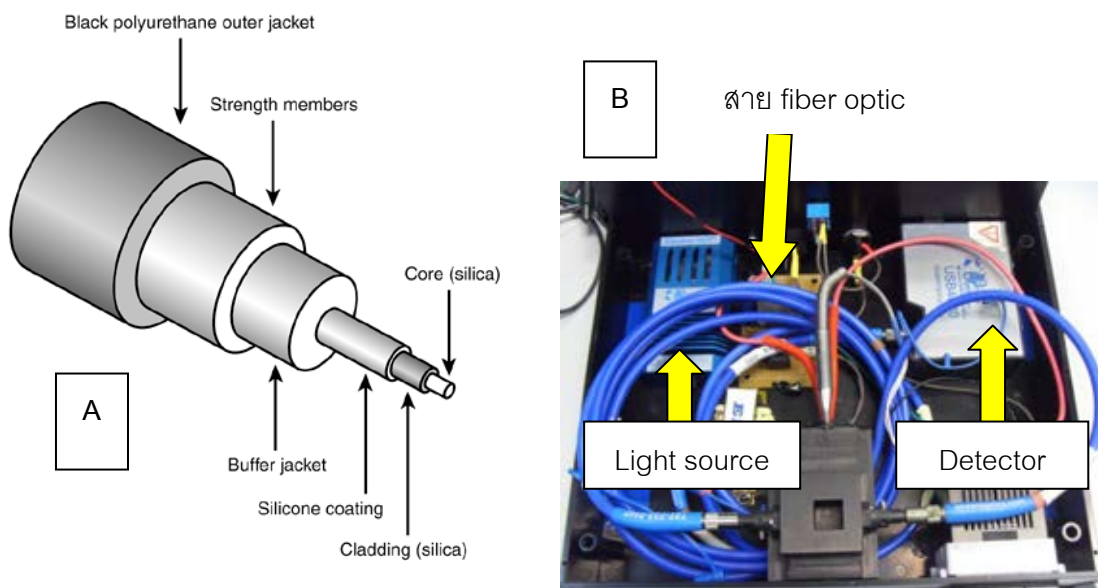 Black polyurethane outer jacket
Strength members
Core (silica)
A
Buffer jacket
Silicone coating
Cladding (silica)
B
สาย fiber optic
Light source
Detector